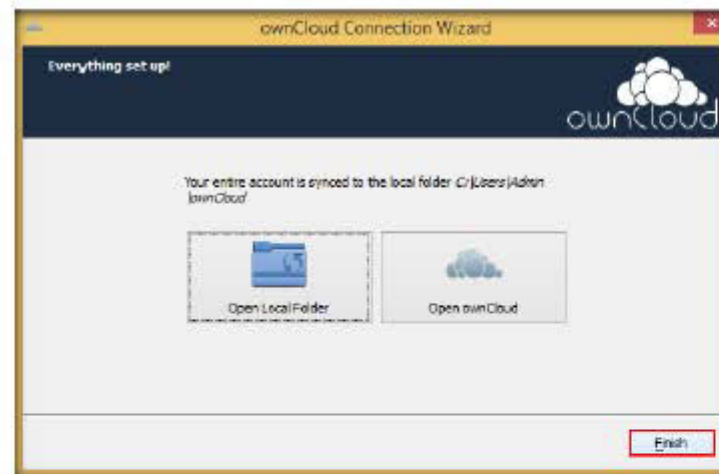 ownCloud Connection Wizard
Everything set up!
ownCloud
Your entire account is synced to the local folder C:\Users\Admin
\ownCloud
Open Local Folder
Open ownCloud
Finish